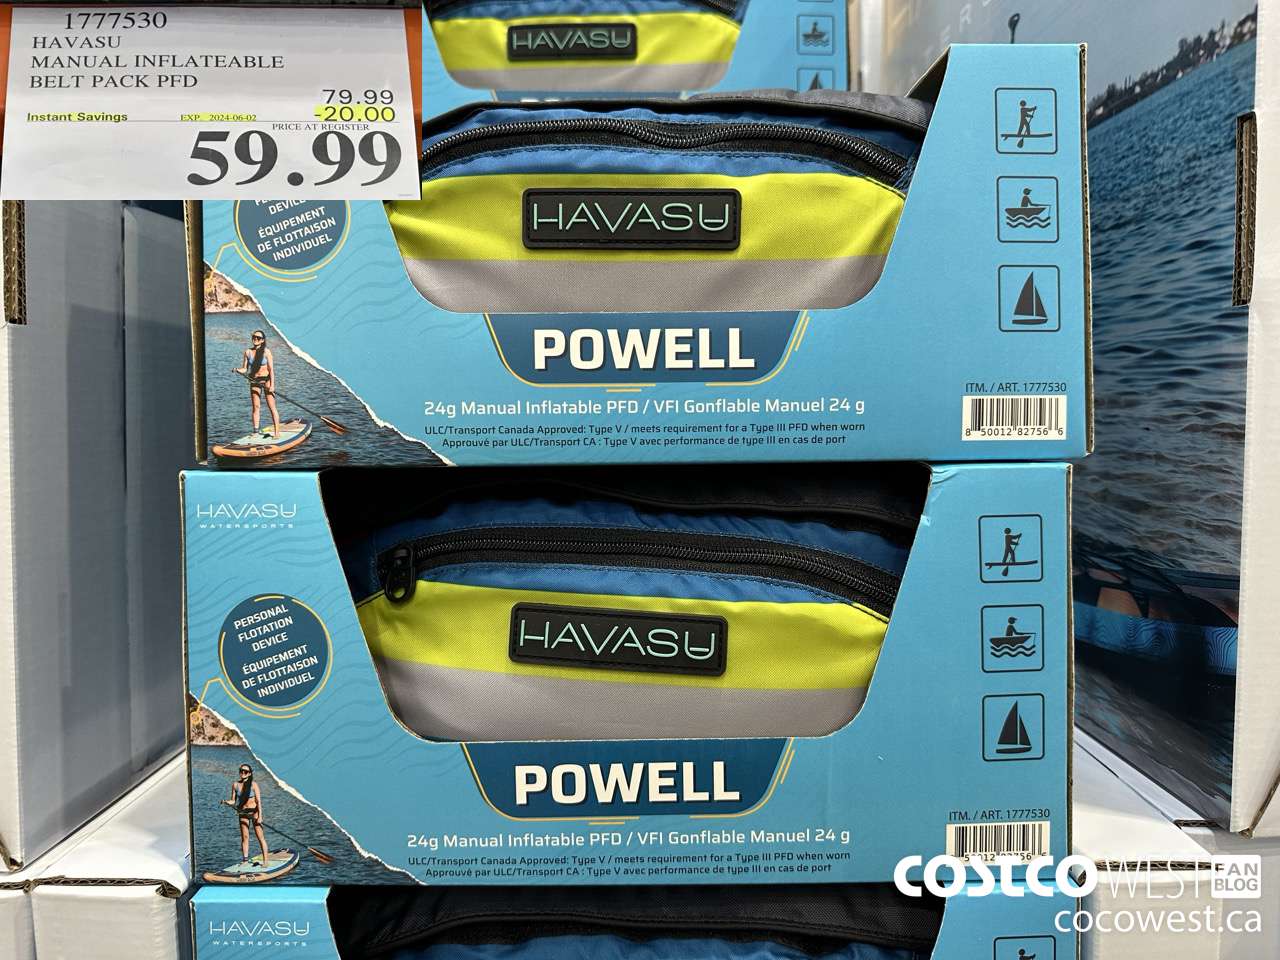 1777530
HAVASU
MANUAL INFLATEABLE
BELT PACK PFD
79.99
Instant Savings EXP. 2024-06-02 -20.00
PRICE AT REGISTER
59.99
HAVASU
HAVASU
DEVICE
ÉQUIPEMENT
DE FLOTTAISON
INDIVIDUEL
POWELL
24g Manual Inflatable PFD / VFI Gonflable Manuel 24 g
ULC/Transport Canada Approved: Type V / meets requirement for a Type III PFD when worn
Approuvé par ULC/Transport CA : Type V avec performance de type III en cas de port
ITM. / ART. 1777530
8 50012 82756 6
HAVASU
WATERSPORTS
HAVASU
PERSONAL
FLOTATION
DEVICE
ÉQUIPEMENT
DE FLOTTAISON
INDIVIDUEL
POWELL
24g Manual Inflatable PFD / VFI Gonflable Manuel 24 g
ULC/Transport Canada Approved: Type V / meets requirement for a Type III PFD when worn
Approuvé par ULC/Transport CA : Type V avec performance de type III en cas de port
ITM. / ART. 1777530
HAVASU
WATERSPORTS
COSTCO WEST FAN BLOG
cocowest.ca